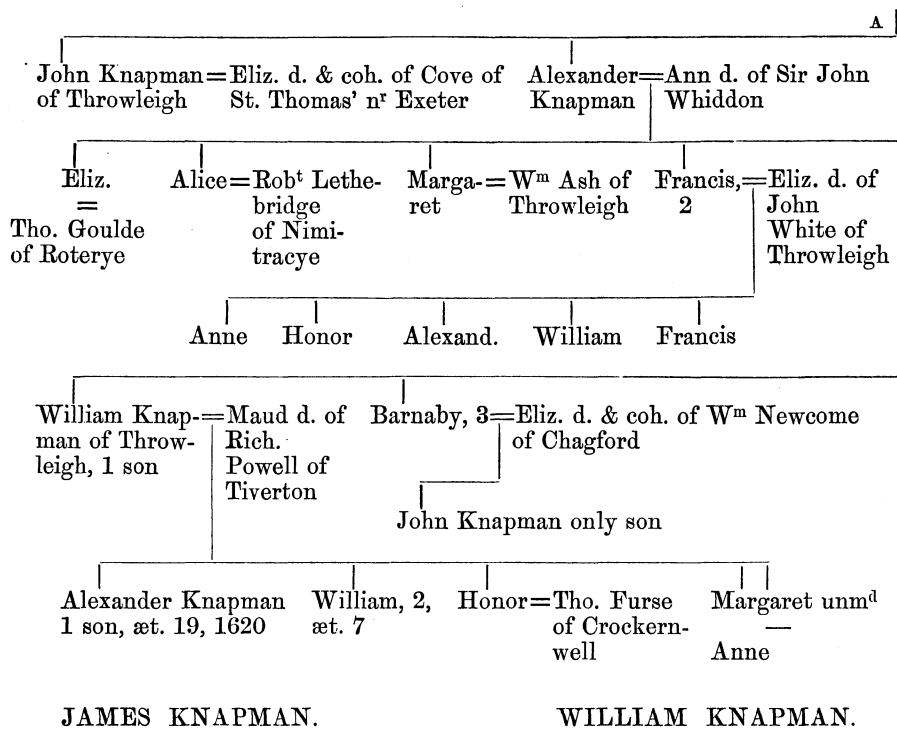 A
John Knapman=Eliz. d. & coh. of Cove of Alexander=Ann d. of Sir John
of Throwleigh St. Thomas' nr Exeter Knapman Whiddon
Eliz. Alice=Robt Lethe- Marga-=Wm Ash of Francis,=Eliz. d. of
= bridge ret Throwleigh 2 John
Tho. Goulde of Nimi- White of
of Roterye tracye Throwleigh
Anne Honor Alexand. William Francis
William Knap-=Maud d. of Barnaby, 3=Eliz. d. & coh. of Wm Newcome
man of Throw- Rich. of Chagford
leigh, 1 son Powell of
Tiverton
John Knapman only son
Alexander Knapman William, 2, Honor=Tho. Furse Margaret unmd
1 son, æt. 19, 1620 æt. 7 of Crockern- —
well Anne
JAMES KNAPMAN. WILLIAM KNAPMAN.